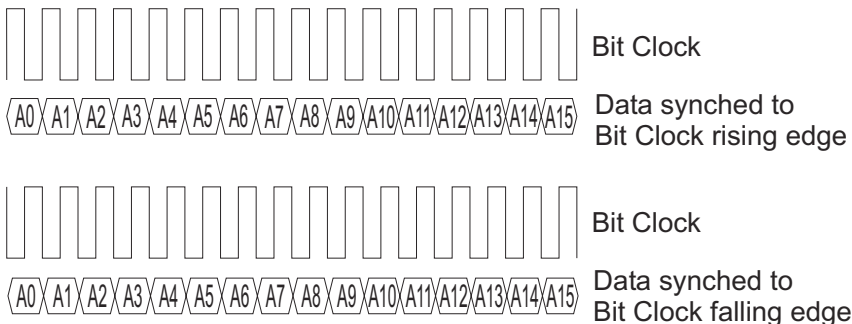 Bit Clock
A0 A1 A2 A3 A4 A5 A6 A7 A8 A9 A10 A11 A12 A13 A14 A15
Data synched to
Bit Clock rising edge
Bit Clock
A0 A1 A2 A3 A4 A5 A6 A7 A8 A9 A10 A11 A12 A13 A14 A15
Data synched to
Bit Clock falling edge